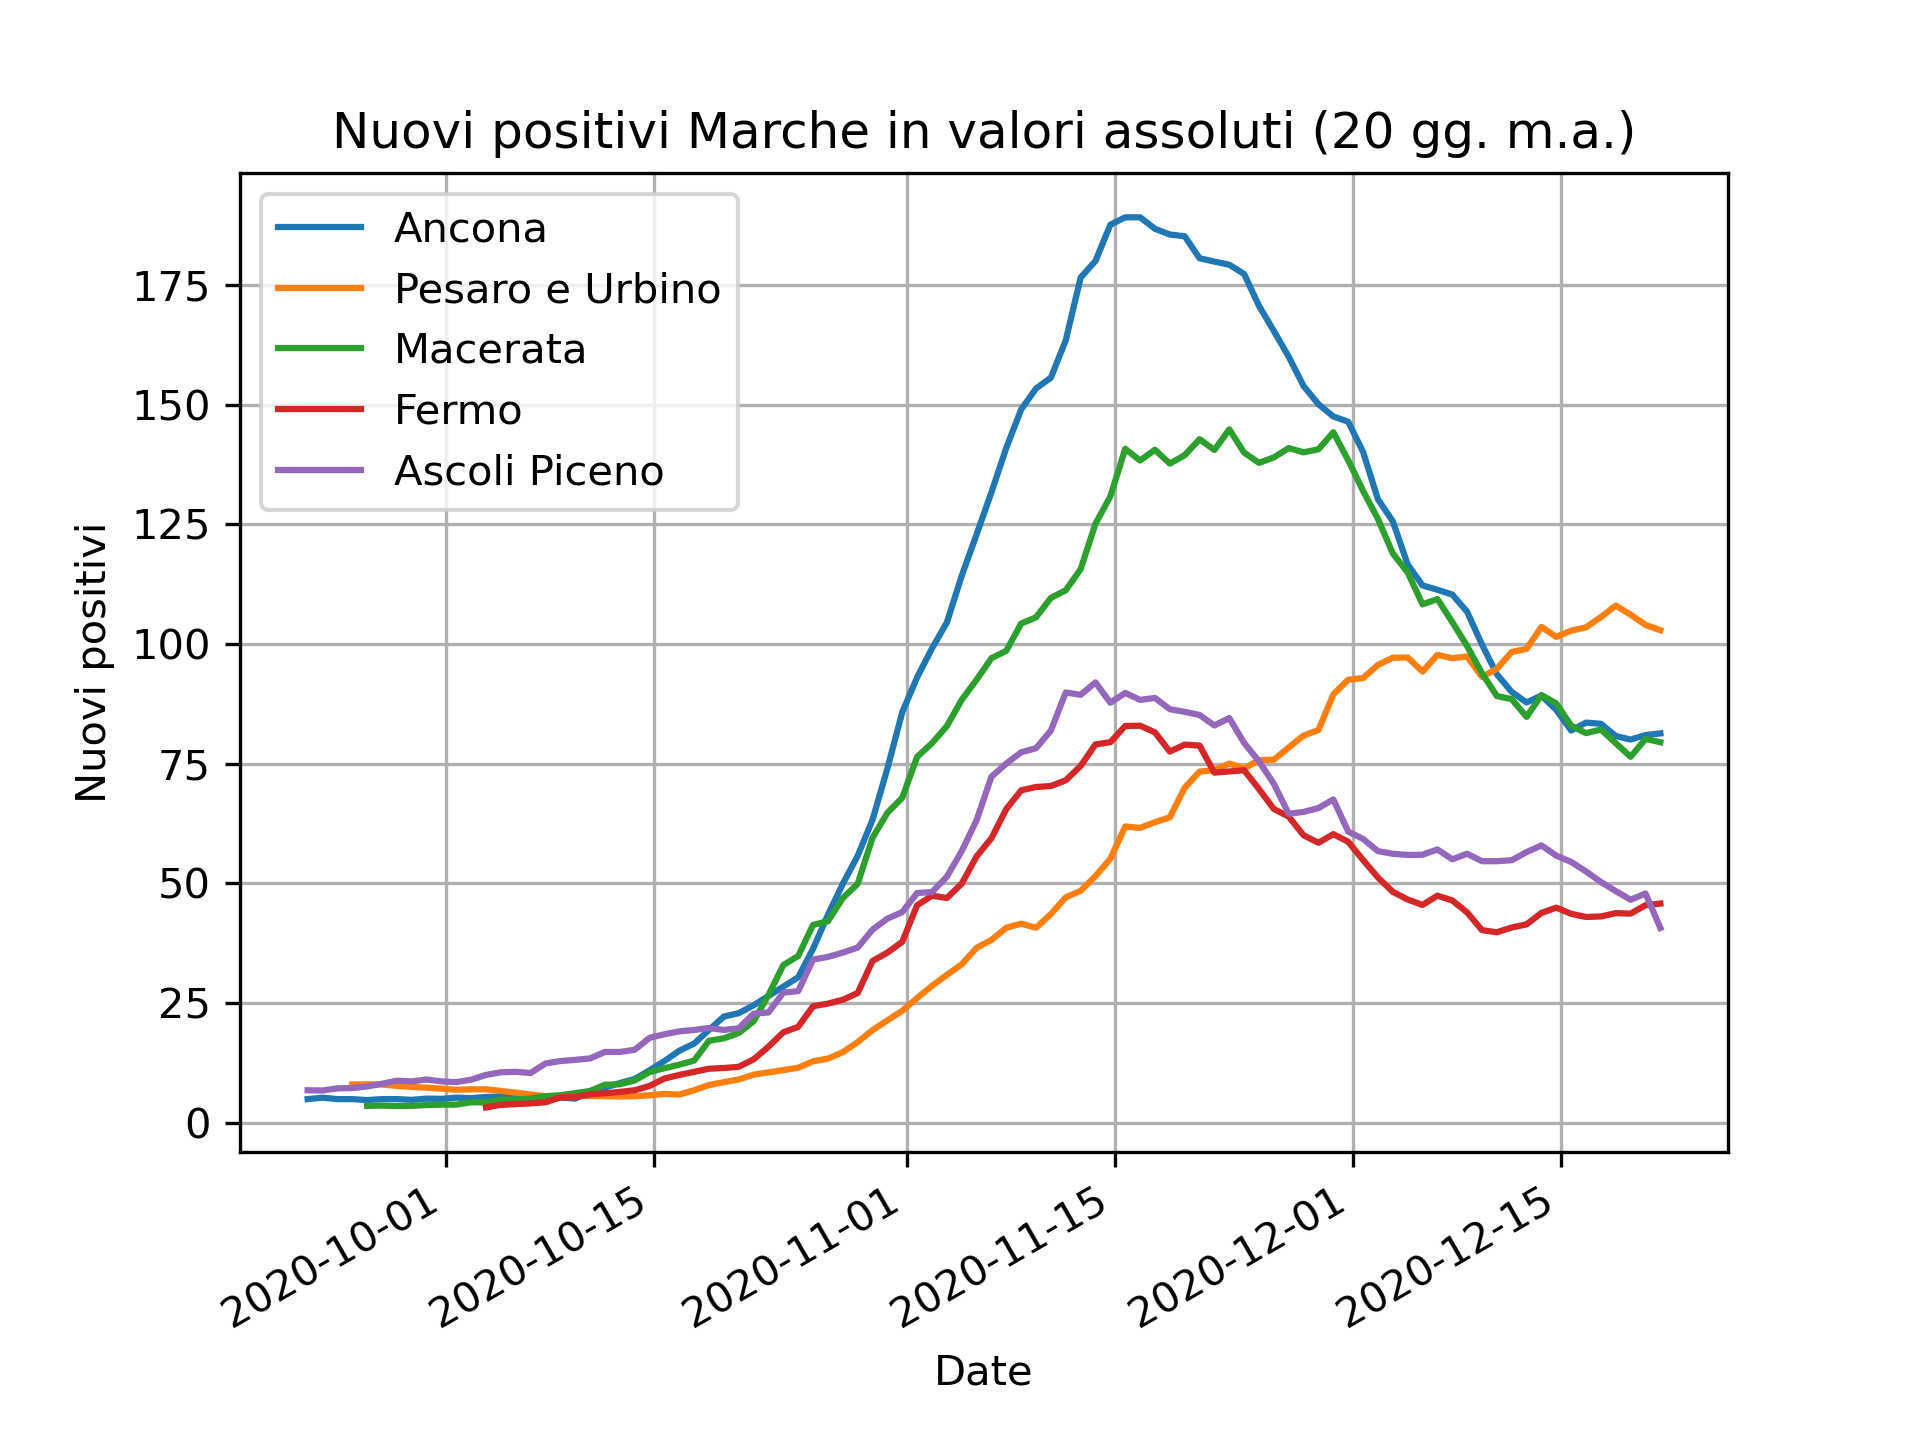 Nuovi positivi Marche in valori assoluti (20 gg. m.a.)
Ancona
Pesaro e Urbino
Macerata
Fermo
Ascoli Piceno
Nuovi positivi
175
150
125
100
75
50
25
0
2020-10-01
2020-10-15
2020-11-01
2020-11-15
2020-12-01
2020-12-15
Date